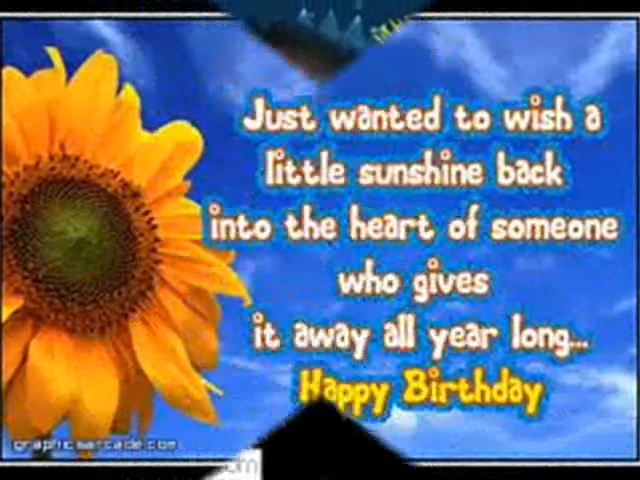 Just wanted to wish a
little sunshine back
into the heart of someone
who gives
it away all year long...
Happy Birthday
graphicsarcade.com
om